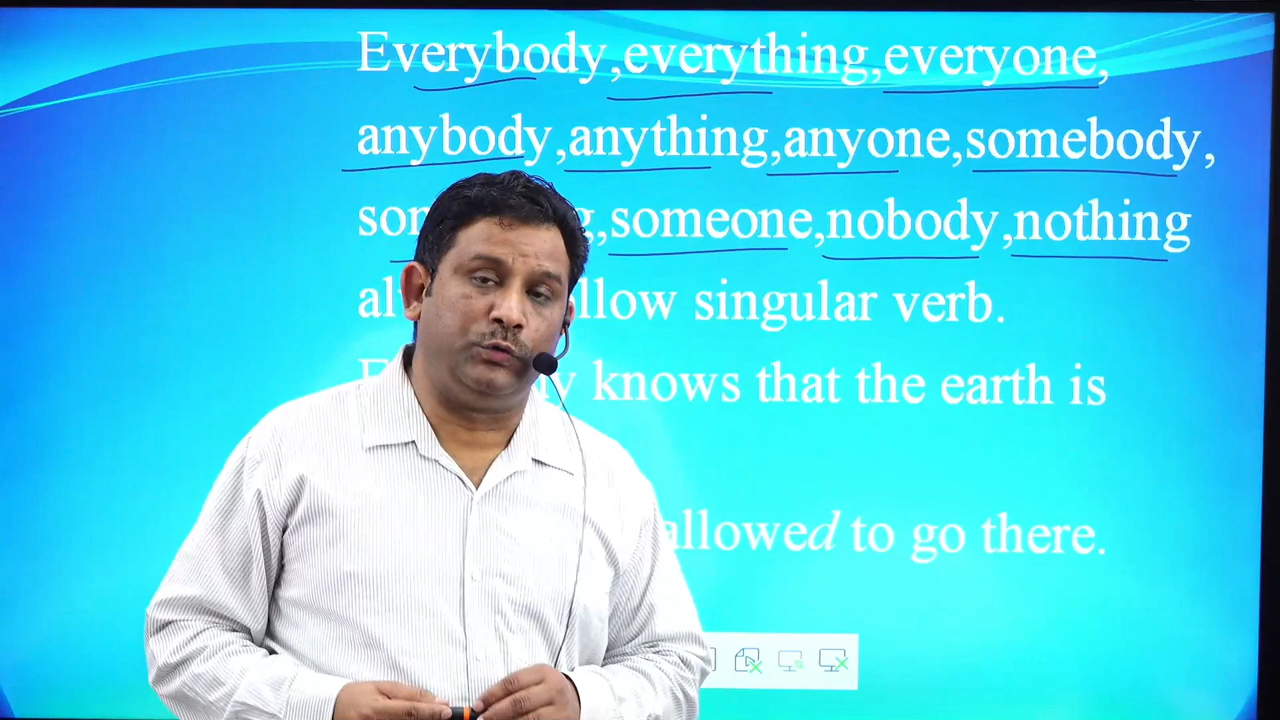 Everybody,everything,everyone,
anybody,anything,anyone,somebody,
someone,nobody,nothing
singular verb.
knows that the earth is
allowed to go there.